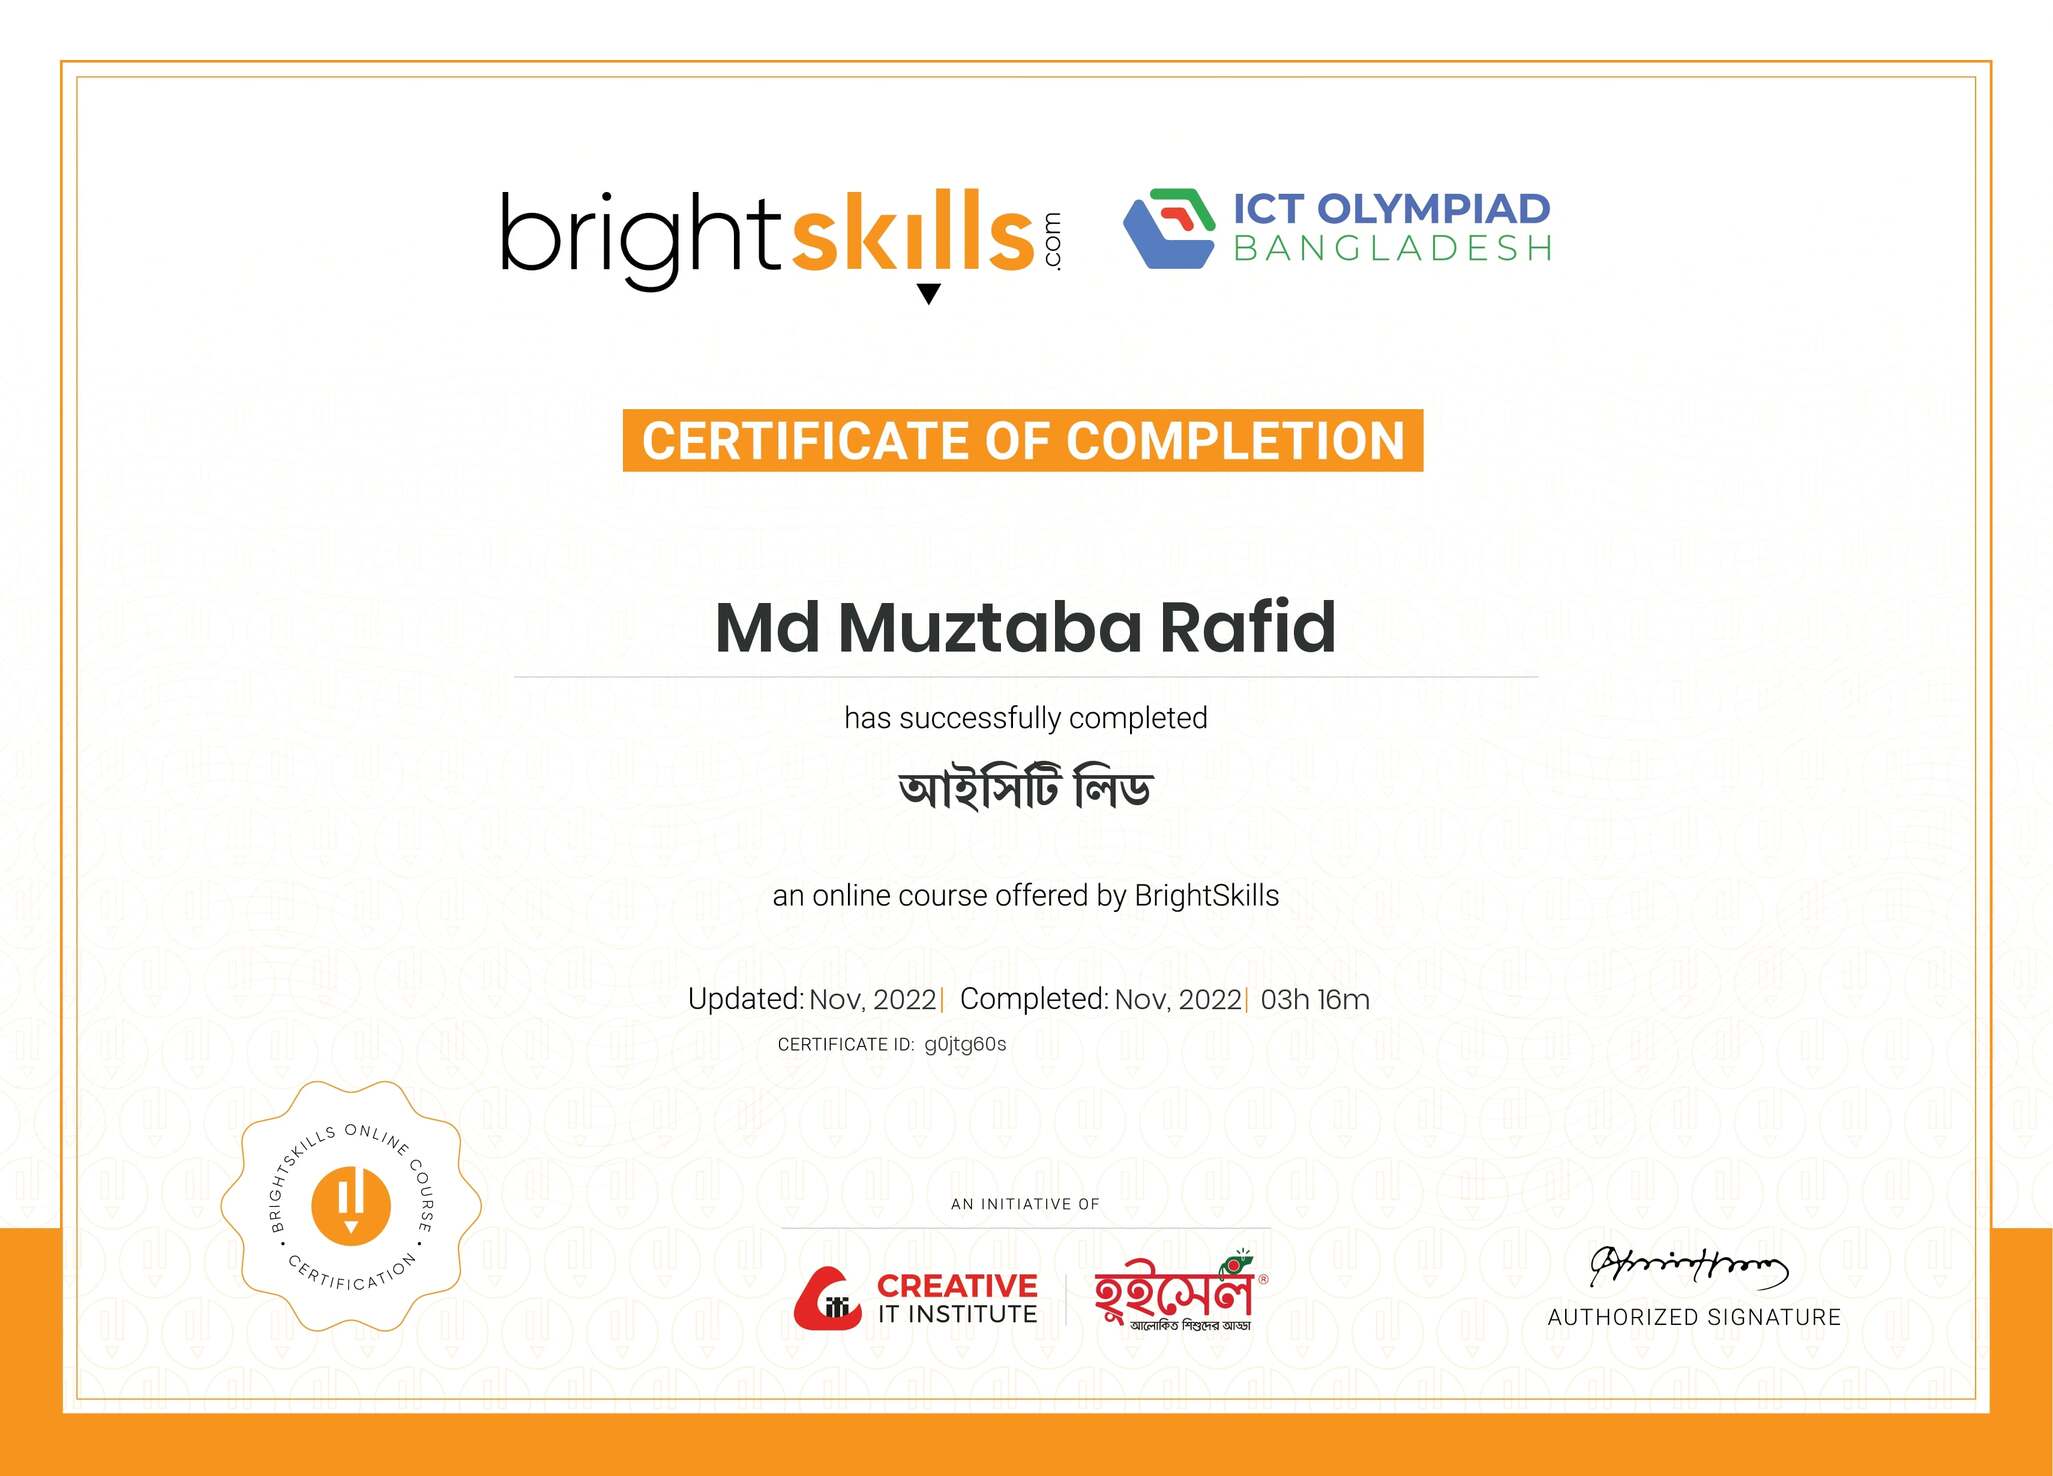 brightskills.com
ICT OLYMPIAD
BANGLADESH
CERTIFICATE OF COMPLETION
Md Muztaba Rafid
has successfully completed
আইসিটি লিড
an online course offered by BrightSkills
Updated: Nov, 2022| Completed: Nov, 2022| 03h 16m
CERTIFICATE ID: g0jtg60s
• BRIGHTSKILLS ONLINE COURSE •
CERTIFICATION
AN INITIATIVE OF
CREATIVE
IT INSTITUTE
হুইসেল®
আলোকিত শিশুদের আড্ডা
AUTHORIZED SIGNATURE